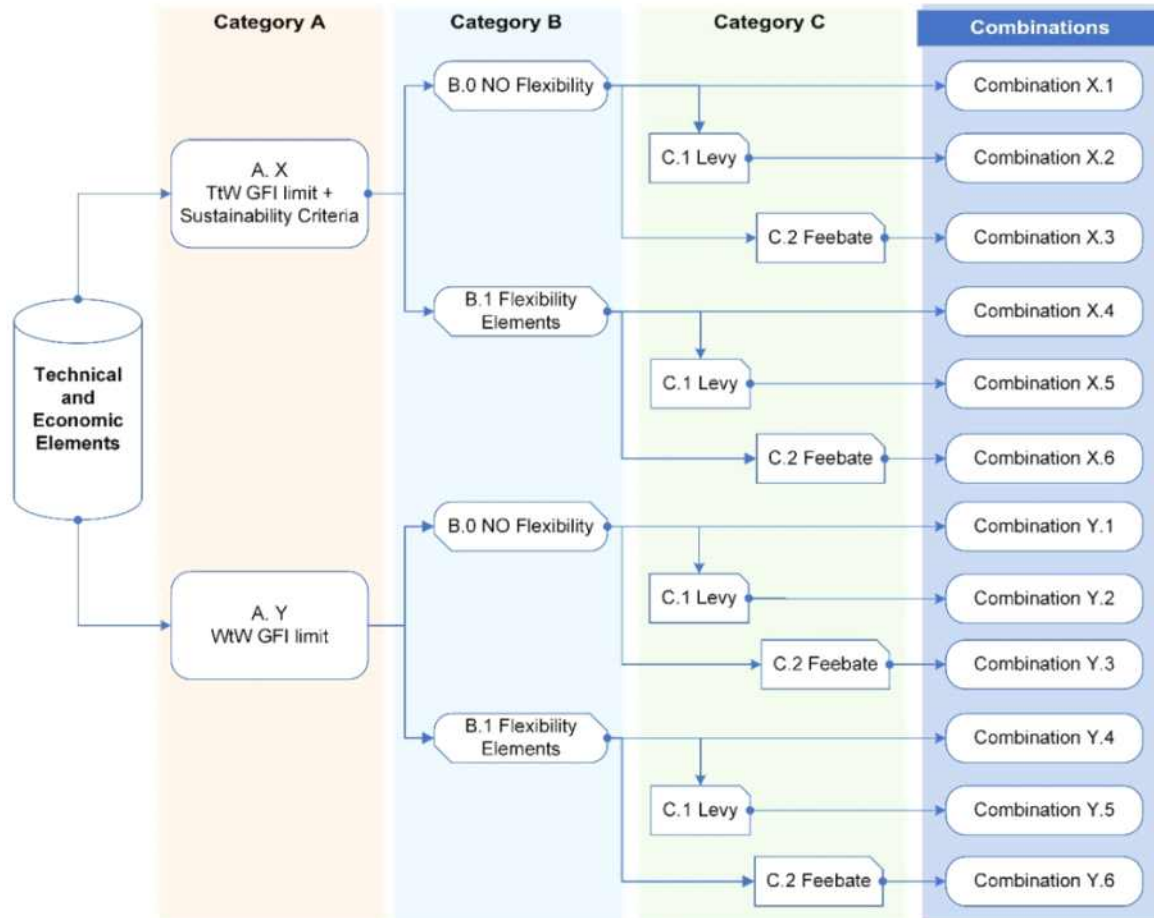 Category A
Category B
Category C
Combinations
B.0 NO Flexibility
Combination X.1
C.1 Levy
Combination X.2
A. X
TtW GFI limit +
Sustainability Criteria
C.2 Feebate
Combination X.3
B.1 Flexibility
Elements
Combination X.4
Technical
and
Economic
Elements
C.1 Levy
Combination X.5
C.2 Feebate
Combination X.6
B.0 NO Flexibility
Combination Y.1
C.1 Levy
Combination Y.2
A. Y
WtW GFI limit
C.2 Feebate
Combination Y.3
B.1 Flexibility
Elements
Combination Y.4
C.1 Levy
Combination Y.5
C.2 Feebate
Combination Y.6